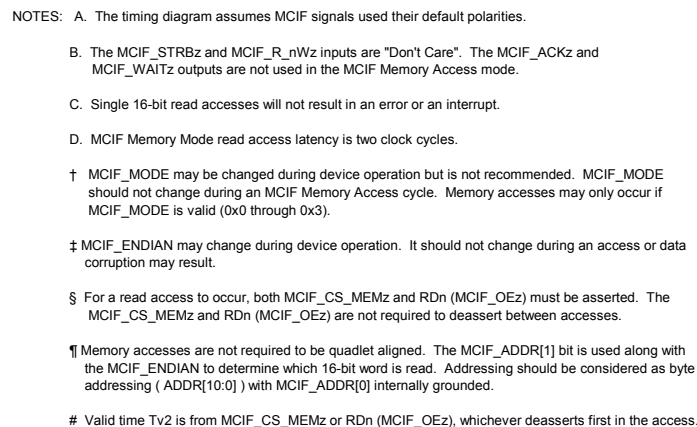 NOTES: A. The timing diagram assumes MCIF signals used their default polarities.
B. The MCIF_STRBz and MCIF_R_nWz inputs are "Don't Care". The MCIF_ACKz and
MCIF_WAITz outputs are not used in the MCIF Memory Access mode.
C. Single 16-bit read accesses will not result in an error or an interrupt.
D. MCIF Memory Mode read access latency is two clock cycles.
† MCIF_MODE may be changed during device operation but is not recommended. MCIF_MODE
should not change during an MCIF Memory Access cycle. Memory accesses may only occur if
MCIF_MODE is valid (0x0 through 0x3).
‡ MCIF_ENDIAN may change during device operation. It should not change during an access or data
corruption may result.
§ For a read access to occur, both MCIF_CS_MEMz and RDn (MCIF_OEz) must be asserted. The
MCIF_CS_MEMz and RDn (MCIF_OEz) are not required to deassert between accesses.
¶ Memory accesses are not required to be quadlet aligned. The MCIF_ADDR[1] bit is used along with
the MCIF_ENDIAN to determine which 16-bit word is read. Addressing should be considered as byte
addressing ( ADDR[10:0] ) with MCIF_ADDR[0] internally grounded.
# Valid time Tv2 is from MCIF_CS_MEMz or RDn (MCIF_OEz), whichever deasserts first in the access.